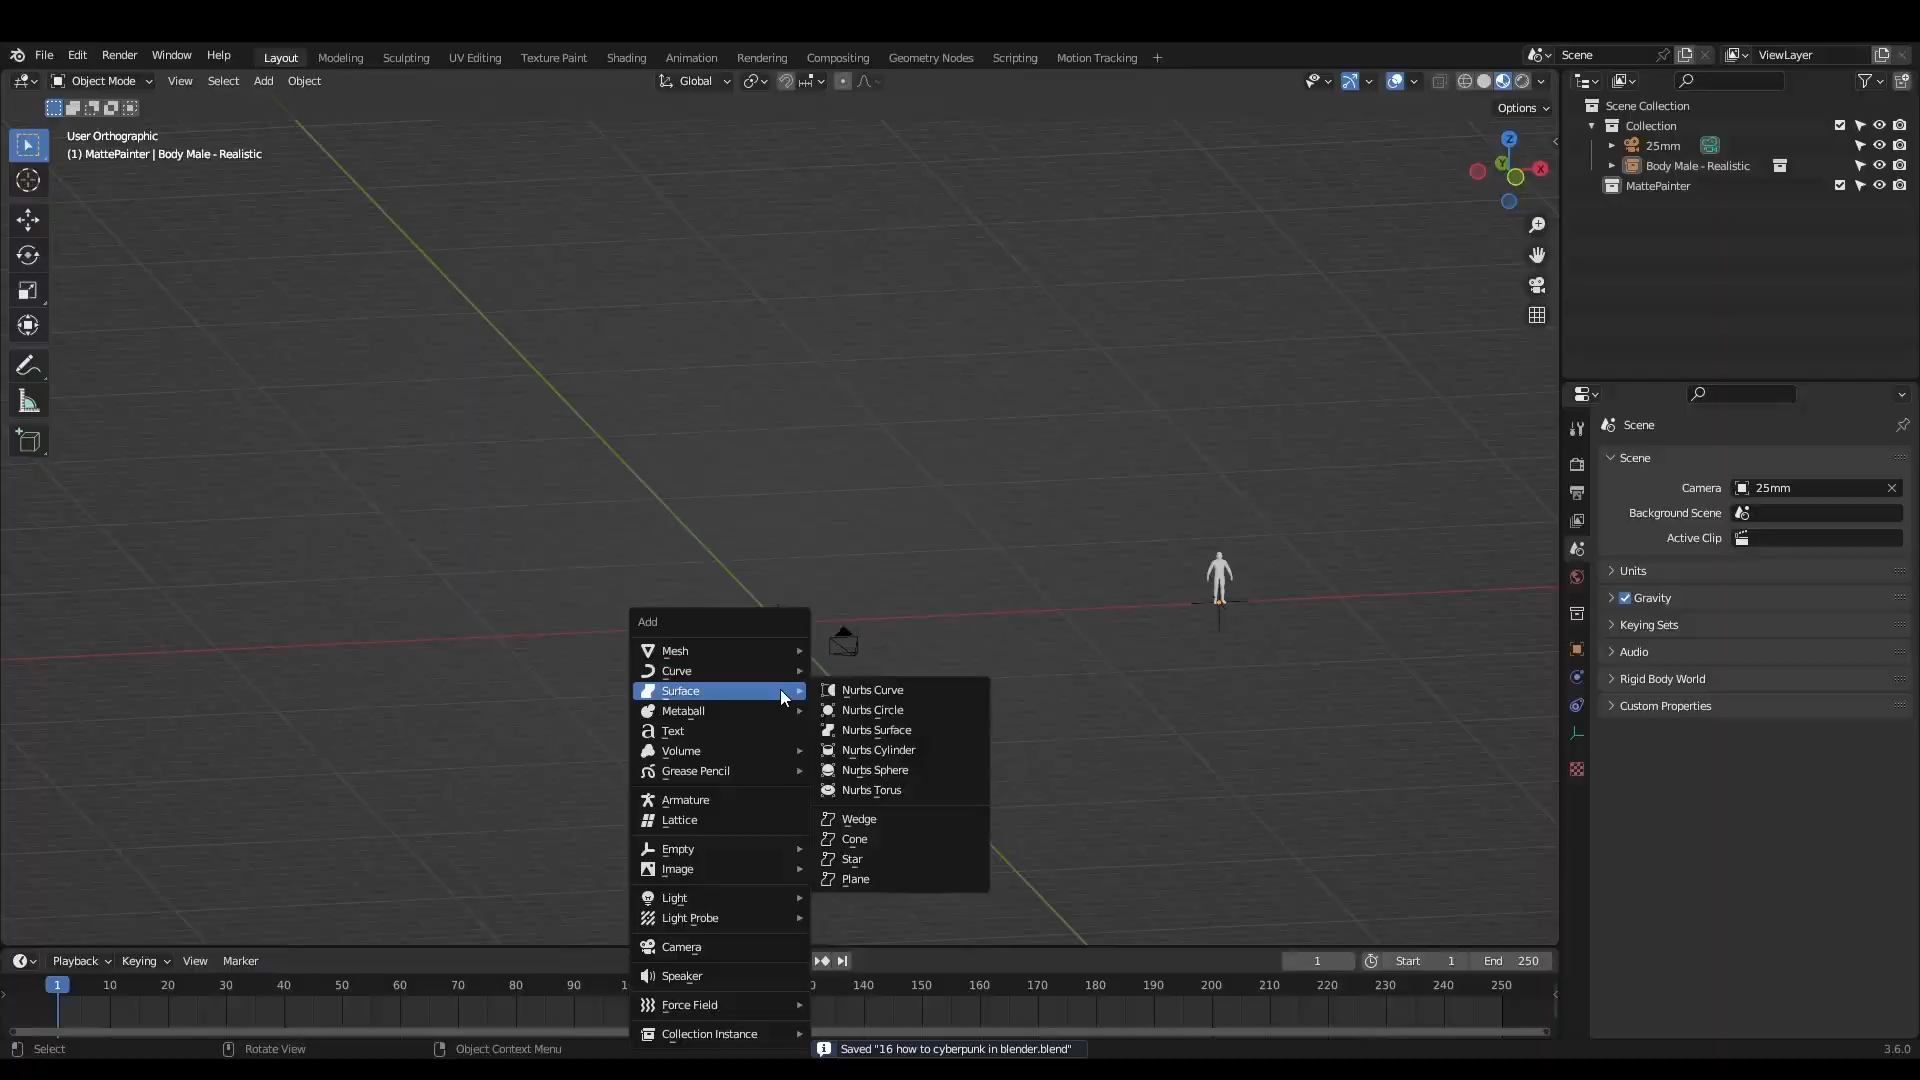 File Edit Render Window Help Layout Modeling Sculpting UV Editing Texture Paint Shading Animation Rendering Compositing Geometry Nodes Scripting Motion Tracking + Scene ViewLayer
Object Mode View Select Add Object Global
Options
User Orthographic
(1) MattePainter | Body Male - Realistic
Z
Y
X
Scene Collection
Collection
25mm
Body Male - Realistic
MattePainter
Scene
Scene
Camera 25mm
Background Scene
Active Clip
Units
Gravity
Keying Sets
Audio
Rigid Body World
Custom Properties
Add
Mesh
Curve
Surface
Metaball
Text
Volume
Grease Pencil
Armature
Lattice
Empty
Image
Light
Light Probe
Camera
Speaker
Force Field
Collection Instance
Nurbs Curve
Nurbs Circle
Nurbs Surface
Nurbs Cylinder
Nurbs Sphere
Nurbs Torus
Wedge
Cone
Star
Plane
Playback Keying View Marker 1 Start 1 End 250
1 10 20 30 40 50 60 70 80 90 140 150 160 170 180 190 200 210 220 230 240 250
Select Rotate View Object Context Menu Saved "16 how to cyberpunk in blender.blend" 3.6.0